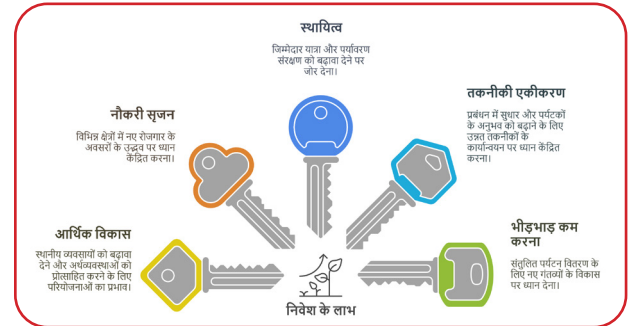 स्थायित्व
जिम्मेदार यात्रा और पर्यावरण
संरक्षण को बढ़ावा देने पर
जोर देना।
तकनीकी एकीकरण
प्रबंधन में सुधार और पर्यटकों
के अनुभव को बढ़ाने के लिए
उन्नत तकनीकों के
कार्यान्वयन पर ध्यान केंद्रित
करना।
नौकरी सृजन
विभिन्न क्षेत्रों में नए रोजगार के
अवसरों के उद्भव पर ध्यान
केंद्रित करना।
आर्थिक विकास
स्थानीय व्यवसायों को बढ़ावा
देने और अर्थव्यवस्थाओं को
प्रोत्साहित करने के लिए
परियोजनाओं का प्रभाव।
भीड़भाड़ कम
करना
संतुलित पर्यटन वितरण के
लिए नए गंतव्यों के विकास
पर ध्यान देना।
निवेश के लाभ